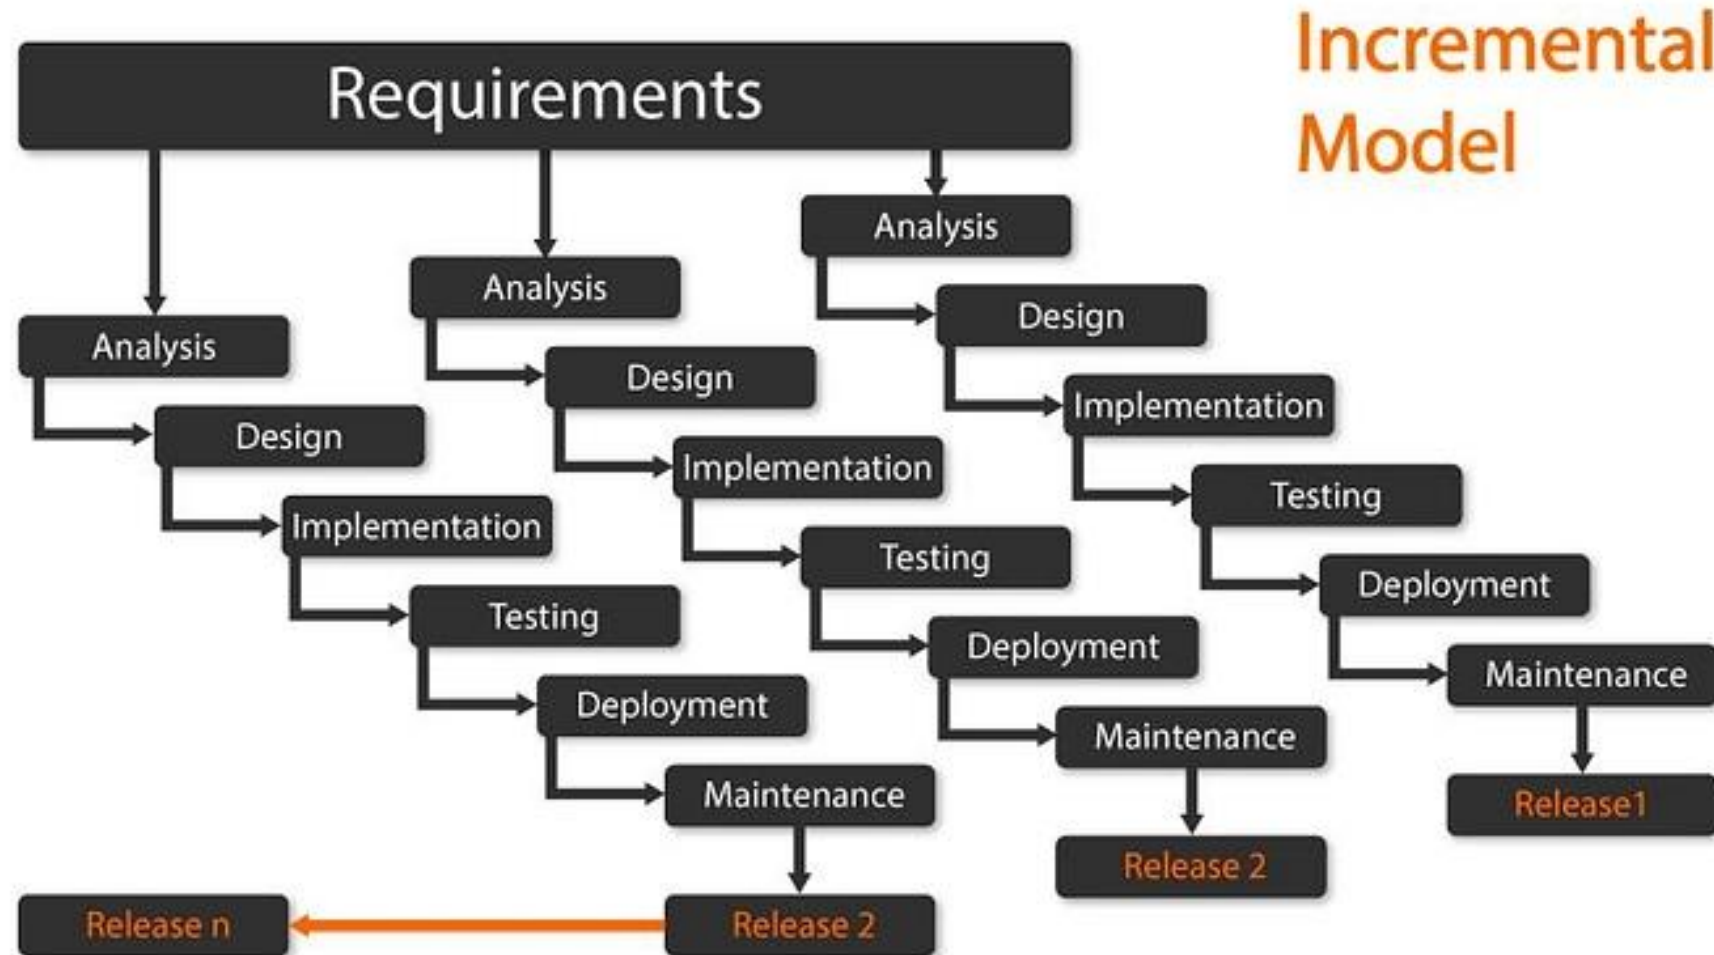 Incremental
Model
Requirements
Analysis
Design
Implementation
Testing
Deployment
Maintenance
Release 2
Release n
Analysis
Design
Implementation
Testing
Deployment
Maintenance
Release 2
Analysis
Design
Implementation
Testing
Deployment
Maintenance
Release1